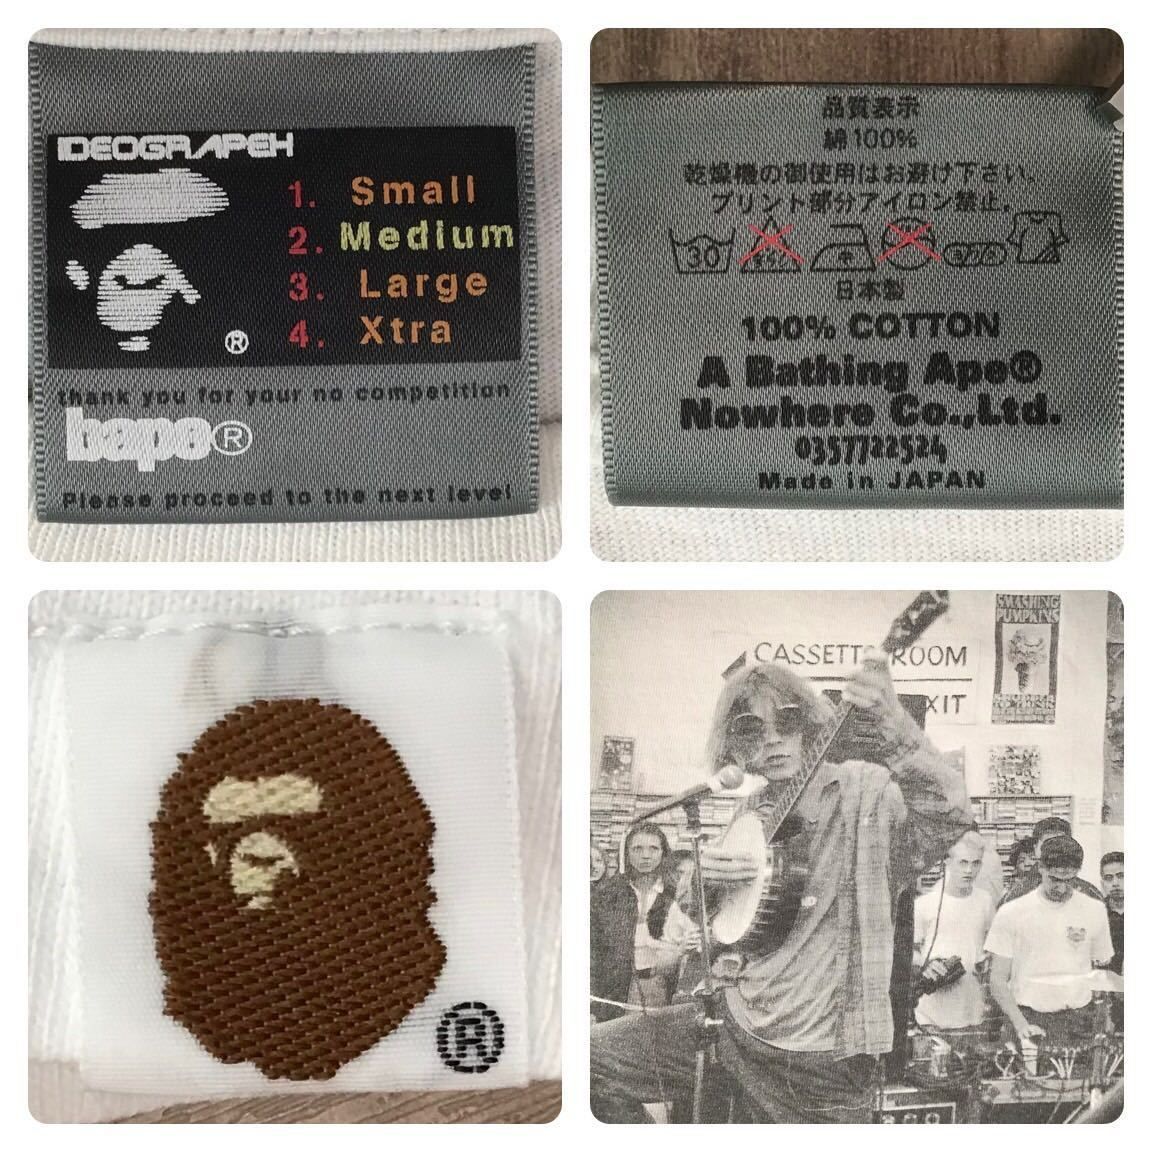 IDEOGRAPEH
1. Small
2. Medium
3. Large
4. Xtra
®
thank you for your no competition
bape®
Please proceed to the next level
品質表示
綿100%
乾燥機の御使用はお避け下さい、
プリント部分アイロン禁止。
30
日本製
100% COTTON
A Bathing Ape®
Nowhere Co.,Ltd.
0357722524
Made in JAPAN
®
SMASHING
PUMPKINS
CASSETT ROOM
XIT